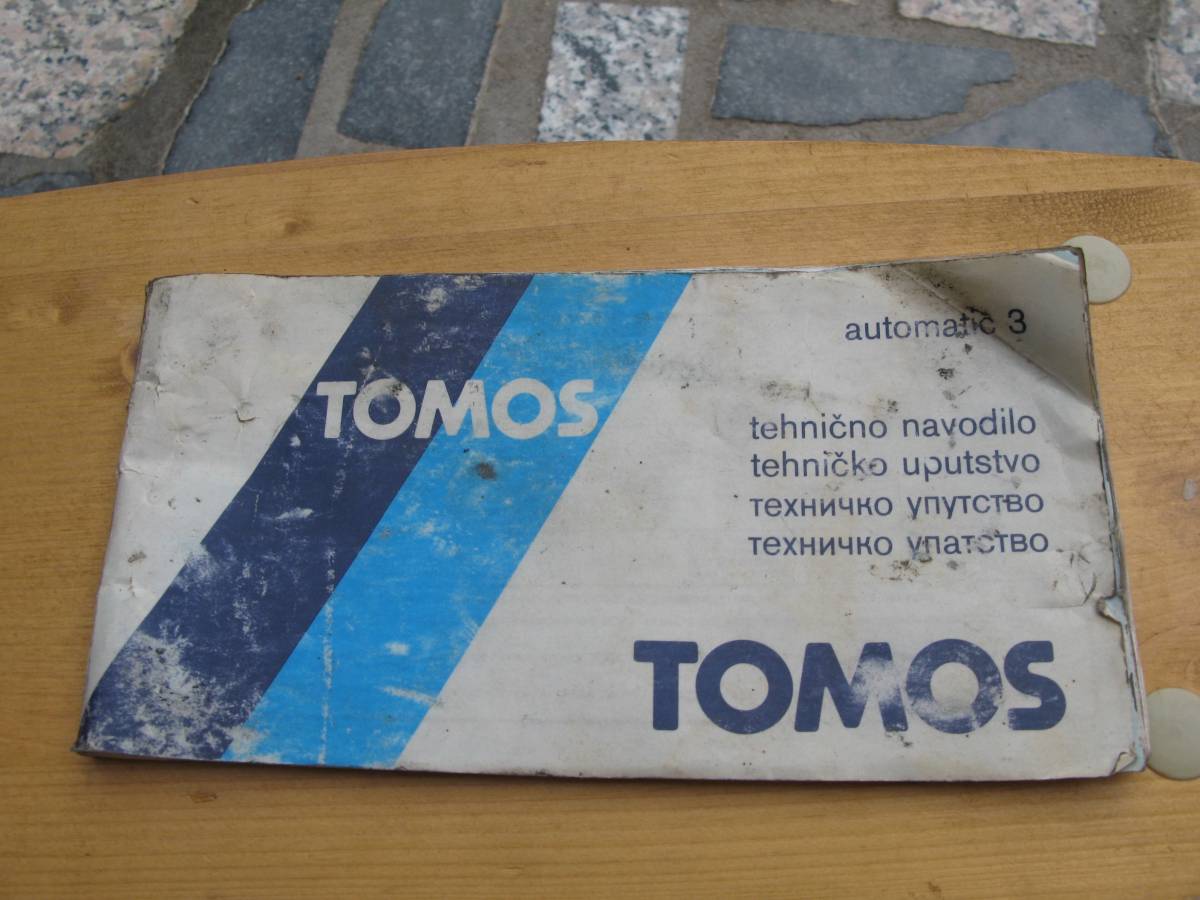 automatic 3
TOMOS
tehnično navodilo
tehničko uputstvo
техничко упутство
техничко упатство
TOMOS